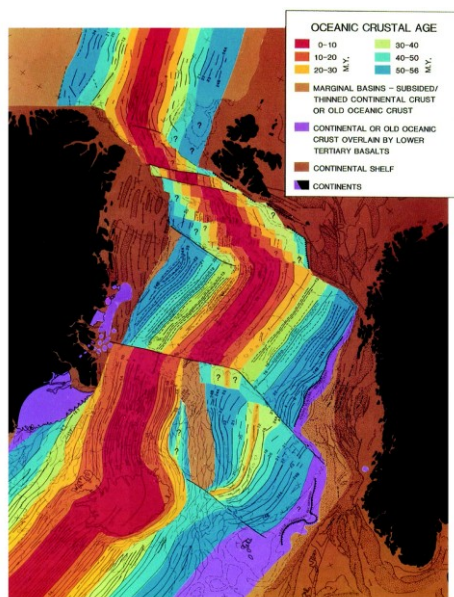 OCEANIC CRUSTAL AGE
0-10
10-20
20-30
M.Y.
30-40
40-50
50-56
M.Y.
MARGINAL BASINS – SUBSIDED/
THINNED CONTINENTAL CRUST
OR OLD OCEANIC CRUST
CONTINENTAL OR OLD OCEANIC
CRUST OVERLAIN BY LOWER
TERTIARY BASALTS
CONTINENTAL SHELF
CONTINENTS
?
?
?
?
?
?
?